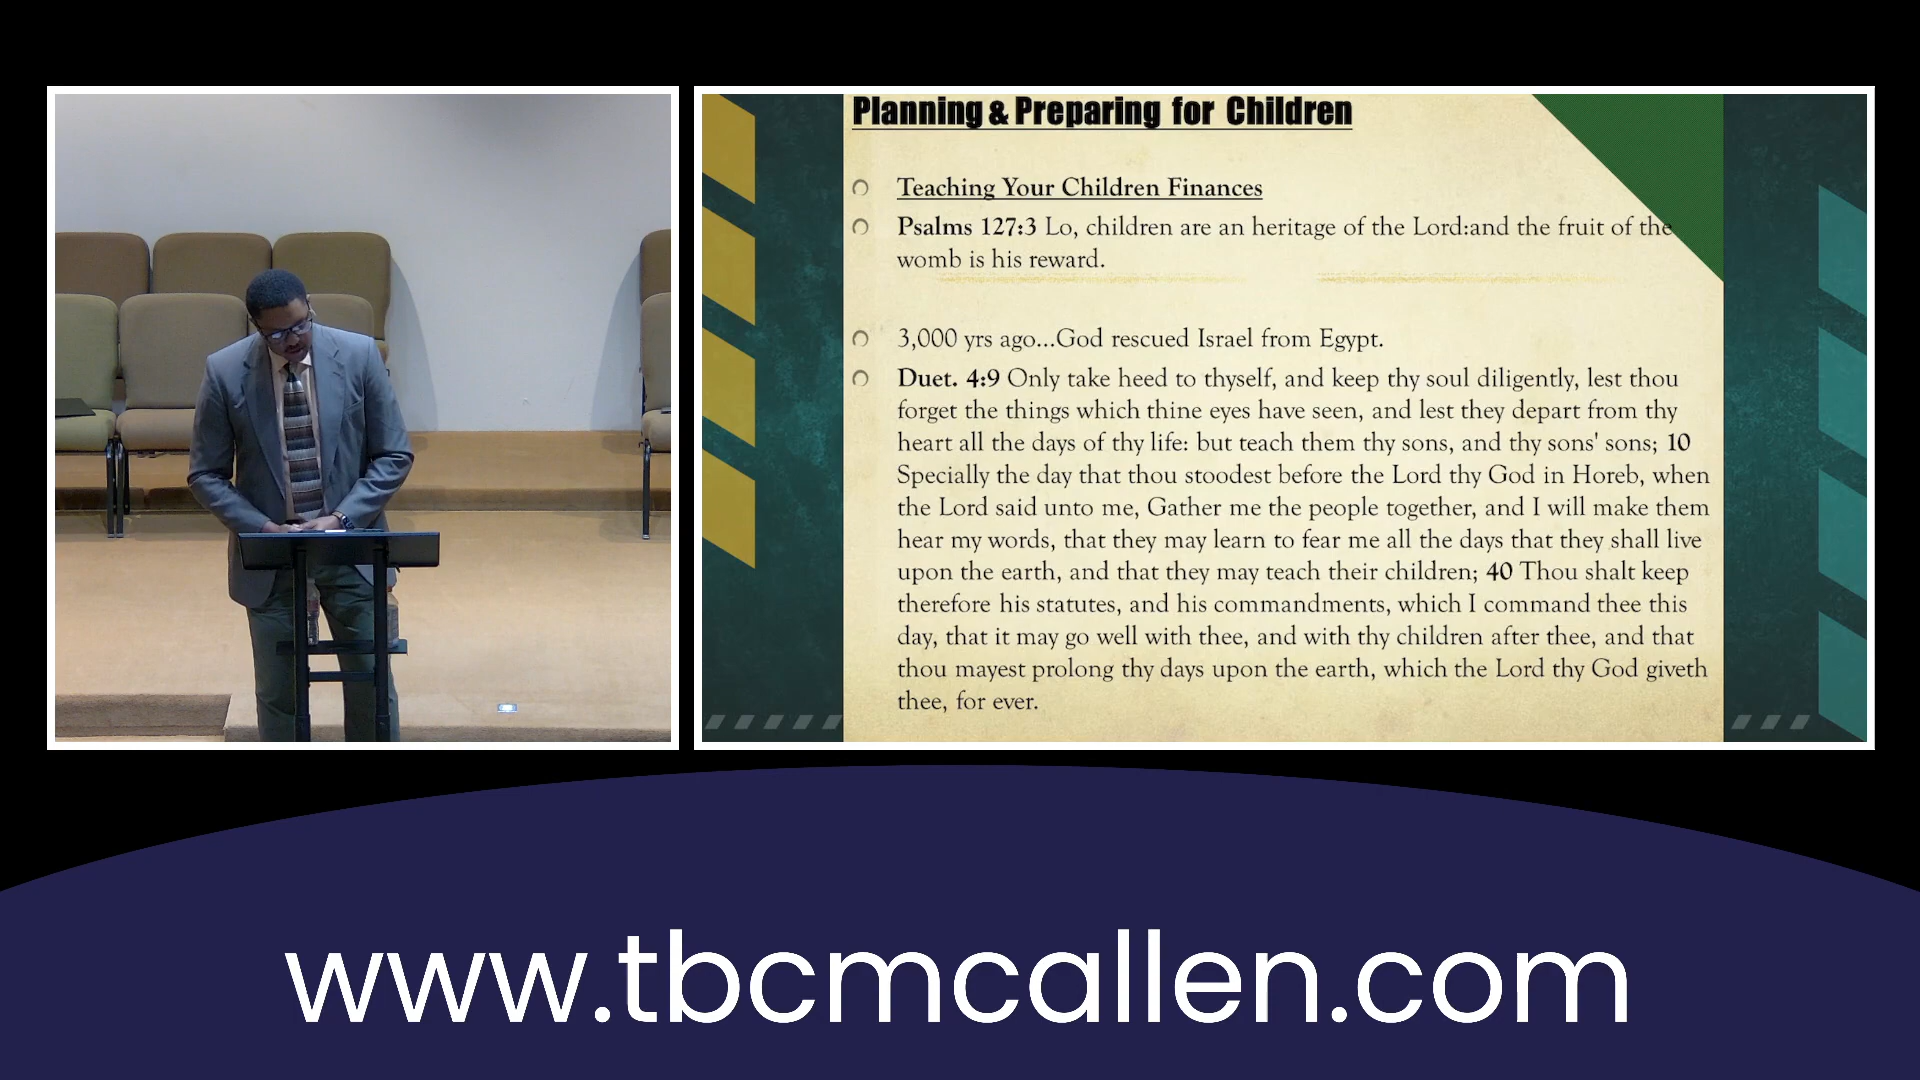 Planning & Preparing for Children
Teaching Your Children Finances
Psalms 127:3 Lo, children are an heritage of the Lord:and the fruit of the
womb is his reward.
3,000 yrs ago...God rescued Israel from Egypt.
Duet. 4:9 Only take heed to thyself, and keep thy soul diligently, lest thou
forget the things which thine eyes have seen, and lest they depart from thy
heart all the days of thy life: but teach them thy sons, and thy sons' sons; 10
Specially the day that thou stoodest before the Lord thy God in Horeb, when
the Lord said unto me, Gather me the people together, and I will make them
hear my words, that they may learn to fear me all the days that they shall live
upon the earth, and that they may teach their children; 40 Thou shalt keep
therefore his statutes, and his commandments, which I command thee this
day, that it may go well with thee, and with thy children after thee, and that
thou mayest prolong thy days upon the earth, which the Lord thy God giveth
thee, for ever.
www.tbcmcallen.com